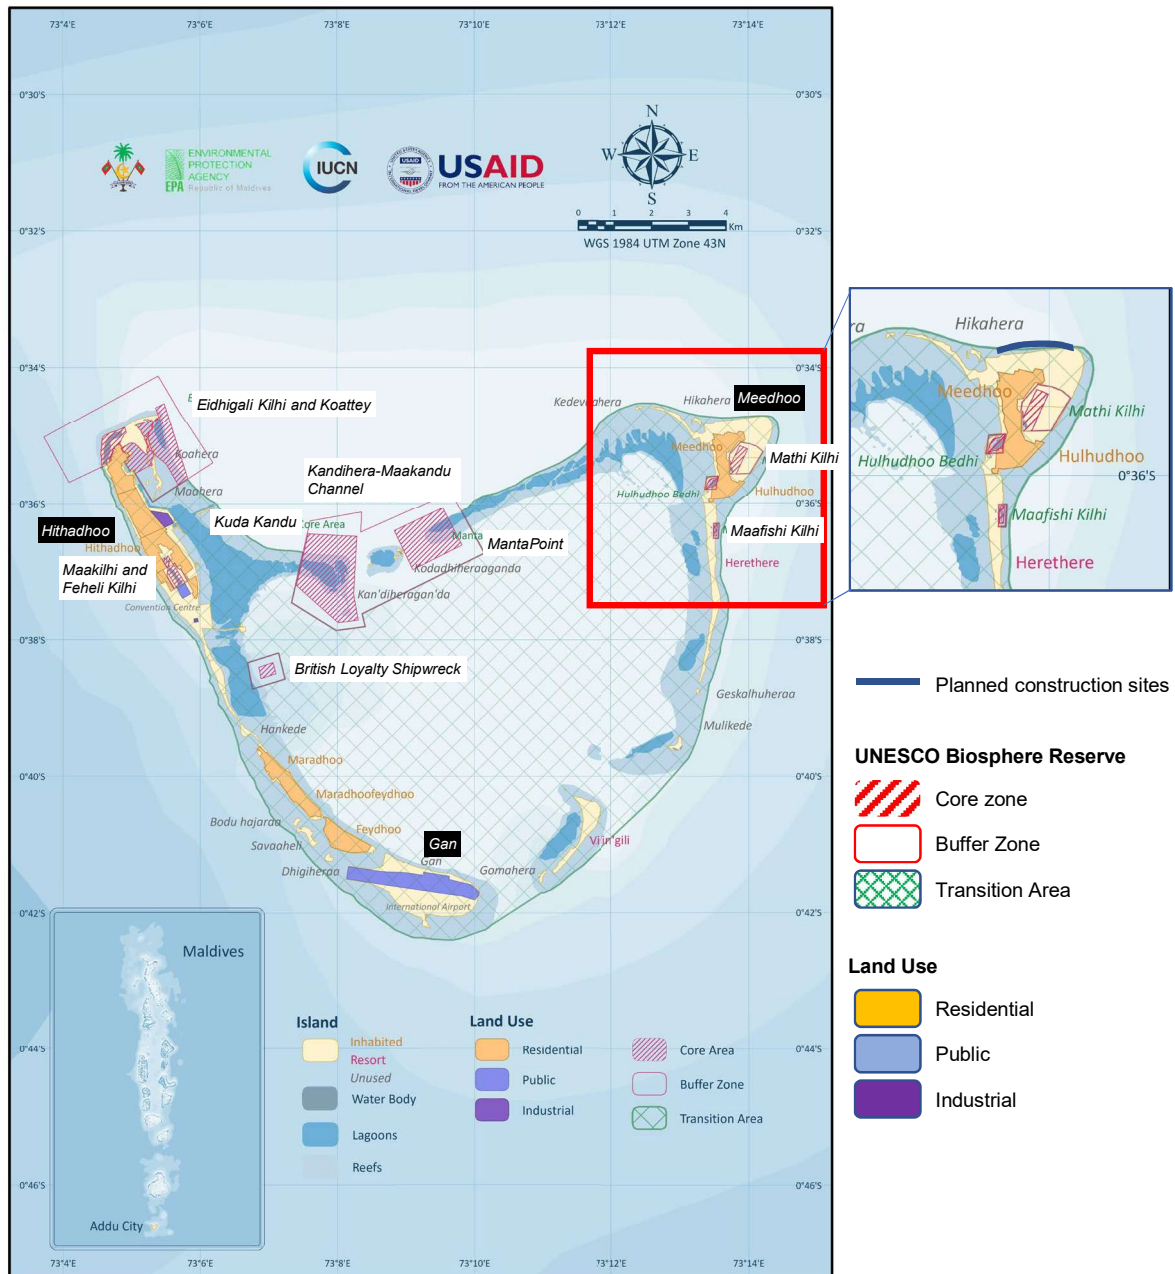 73°4'E 73°6'E 73°8'E 73°10'E 73°12'E 73°14'E
0°30'S 0°30'S
ENVIRONMENTAL
PROTECTION
AGENCY
EPA Republic of Maldives
IUCN
USAID
USAID
FROM THE AMERICAN PEOPLE
N
W E
S
0 1 2 3 4
Km
WGS 1984 UTM Zone 43N
0°32'S 0°32'S
0°34'S 0°34'S
Eidhigali Kilhi and Koattey
Koahera
Maahera
Kedevaahera
Hikahera
Meedhoo
Meedhoo
Mathi Kilhi
Hulhudhoo Bedhi
Hulhudhoo
Kandihera-Maakandu
Channel
0°36'S 0°36'S
Kuda Kandu
Core Area
Manta
MantaPoint
Maafishi Kilhi
Hithadhoo
Hithadhoo
Maakilhi and
Feheli Kilhi
Kodadhiheraaganda
Kan'diheragan'da
Herethere
Convention Centre
0°38'S 0°38'S
British Loyalty Shipwreck
Geskalhuheraa
Mulikede
Hankede
Maradhoo
0°40'S 0°40'S
Maradhoofeydhoo
Bodu hajaraa
Feydhoo
Savaaheli
Gan
Gan
Vi'in'gili
Dhigiheraa
Gomahera
International Airport
0°42'S 0°42'S
Maldives
Addu City
Island
Inhabited
Resort
Unused
Water Body
Lagoons
Reefs
Land Use
Residential
Public
Industrial
Core Area
Buffer Zone
Transition Area
0°44'S 0°44'S
0°46'S 0°46'S
73°4'E 73°6'E 73°8'E 73°10'E 73°12'E 73°14'E
ra
Hikahera
Meedhoo
Mathi Kilhi
Hulhudhoo Bedhi
Hulhudhoo
0°36'S
Maafishi Kilhi
Herethere
Planned construction sites
UNESCO Biosphere Reserve
Core zone
Buffer Zone
Transition Area
Land Use
Residential
Public
Industrial